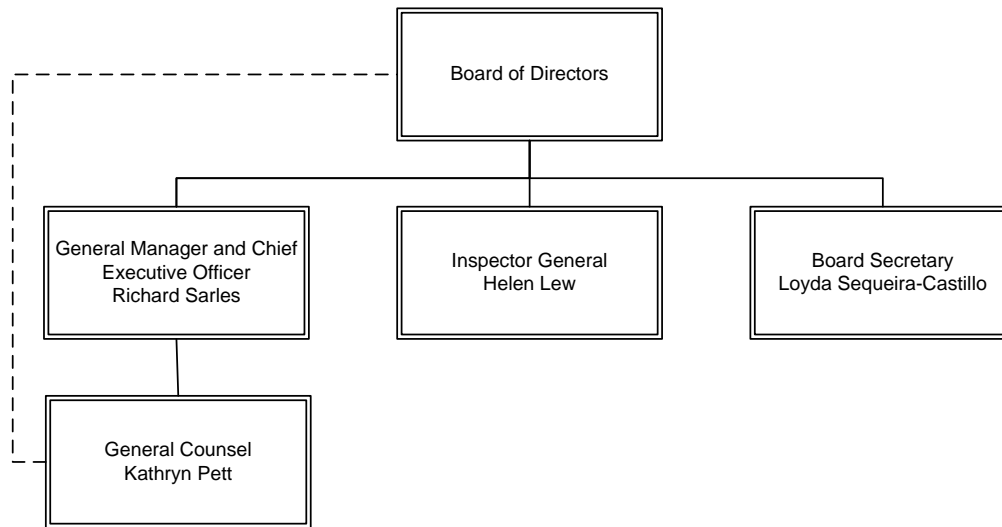 Board of Directors
General Manager and Chief
Executive Officer
Richard Sarles
Inspector General
Helen Lew
Board Secretary
Loyda Sequeira-Castillo
General Counsel
Kathryn Pett